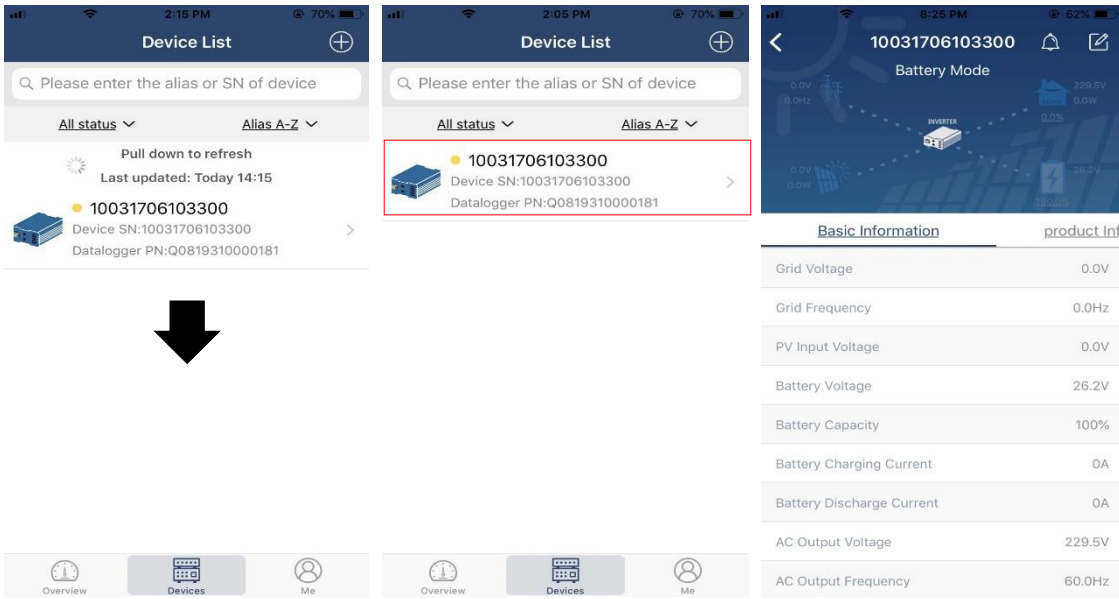 2:15 PM
70%
Device List
Please enter the alias or SN of device
All status
Alias A-Z
Pull down to refresh
Last updated: Today 14:15
10031706103300
Device SN:10031706103300
Datalogger PN:Q0819310000181
Overview
Devices
Me
2:05 PM
70%
Device List
Please enter the alias or SN of device
All status
Alias A-Z
10031706103300
Device SN:10031706103300
Datalogger PN:Q0819310000181
Overview
Devices
Me
8:25 PM
62%
10031706103300
Battery Mode
0.0V
0.0Hz
229.5V
0.0W
0.0%
INVERTER
0.0V
0.0W
26.2V
100.0%
Basic Information
product Inf
Grid Voltage
0.0V
Grid Frequency
0.0Hz
PV Input Voltage
0.0V
Battery Voltage
26.2V
Battery Capacity
100%
Battery Charging Current
0A
Battery Discharge Current
0A
AC Output Voltage
229.5V
AC Output Frequency
60.0Hz